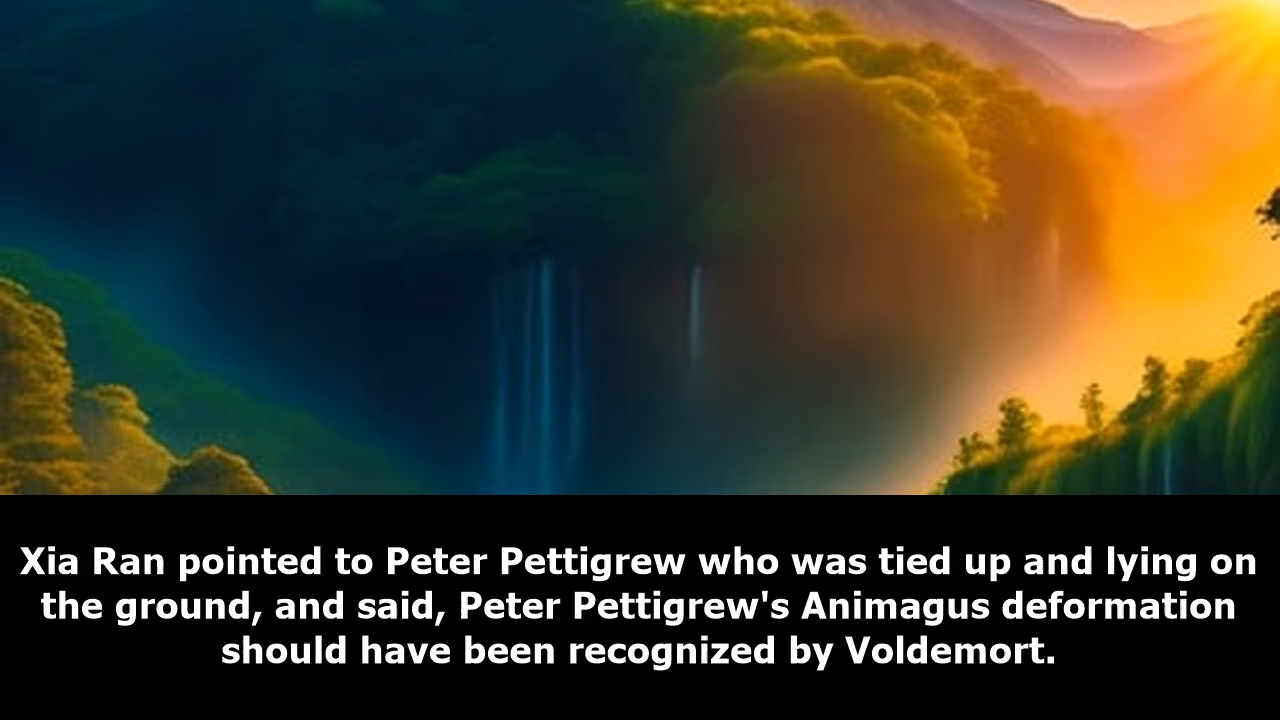 Xia Ran pointed to Peter Pettigrew who was tied up and lying on
the ground, and said, Peter Pettigrew's Animagus deformation
should have been recognized by Voldemort.